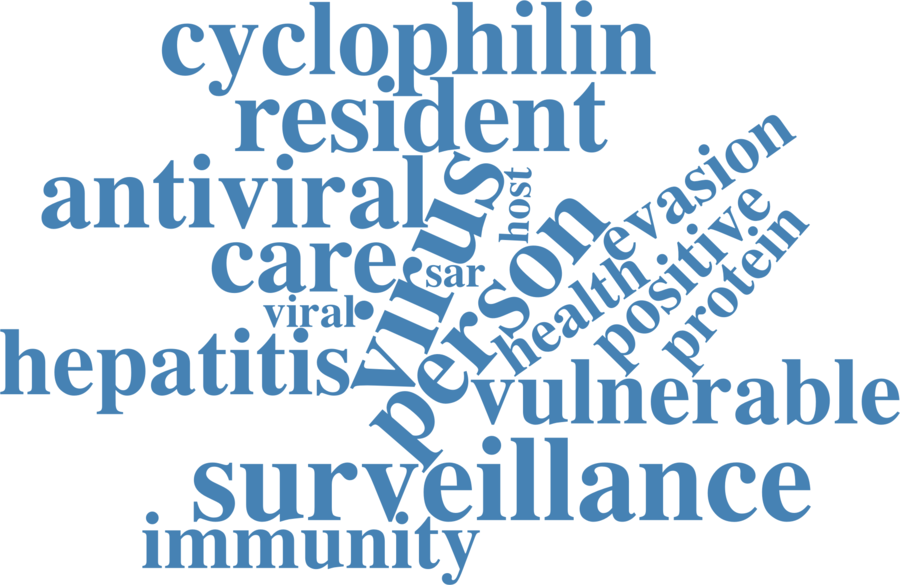 cyclophilin
resident
evasion
antiviral
virus
host
person
positive
protein
care
sar
health
viral
hepatitis
vulnerable
surveillance
immunity